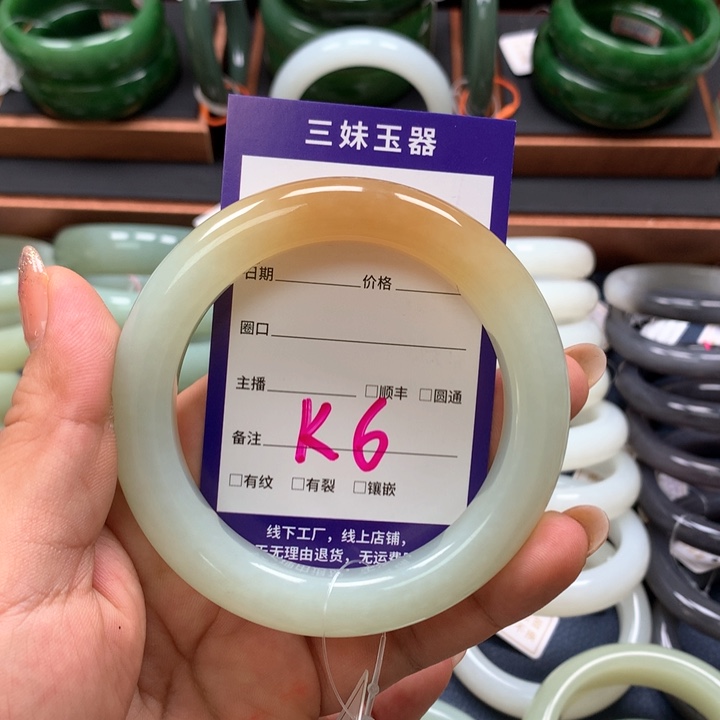 三妹玉器
日期 价格
圈口
主播 □顺丰 □圆通
备注 K6
□有纹 □有裂 □镶嵌
线下工厂，线上店铺，
无理由退货，无运费